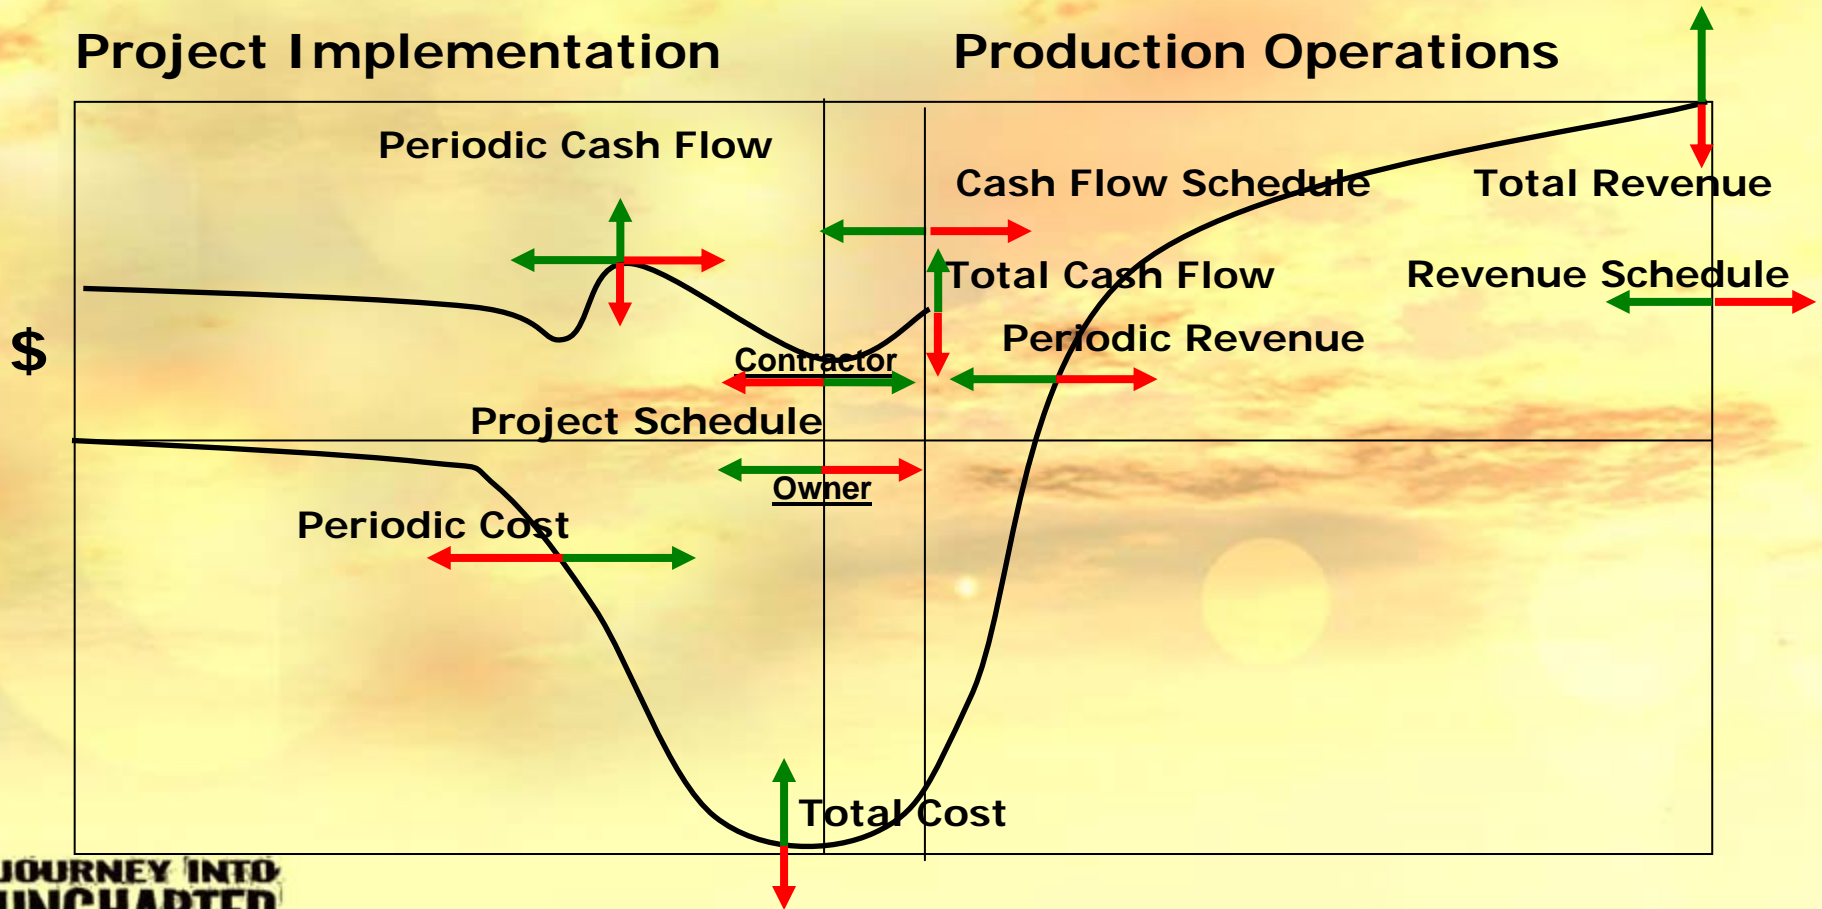 Project Implementation
Production Operations
Periodic Cash Flow
Cash Flow Schedule
Total Revenue
Total Cash Flow
Revenue Schedule
$
Periodic Revenue
Contractor
Project Schedule
Owner
Periodic Cost
Total Cost
JOURNEY INTO
UNCHARTED